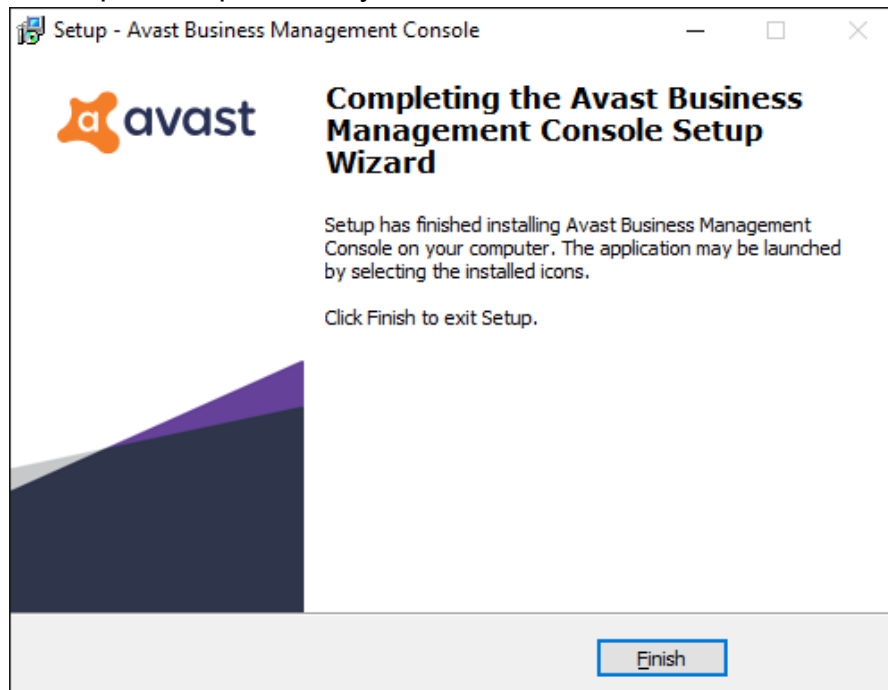 Setup - Avast Business Management Console
avast
Completing the Avast Business
Management Console Setup
Wizard
Setup has finished installing Avast Business Management
Console on your computer. The application may be launched
by selecting the installed icons.
Click Finish to exit Setup.
Finish